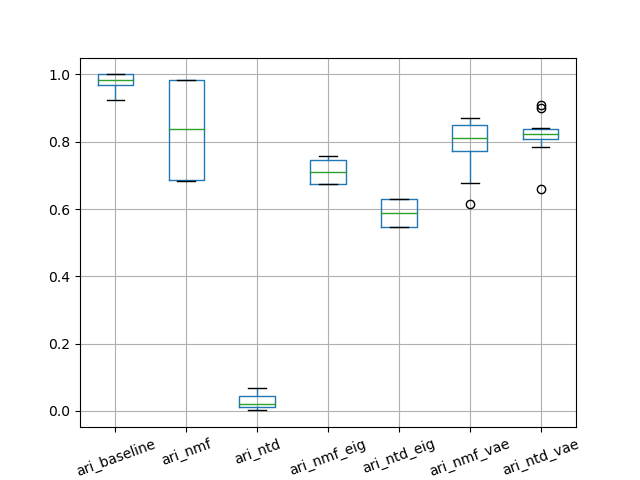 1.0
0.8
0.6
0.4
0.2
0.0
ari_baseline
ari_nmf
ari_ntd
ari_nmf_eig
ari_ntd_eig
ari_nmf_vae
ari_ntd_vae